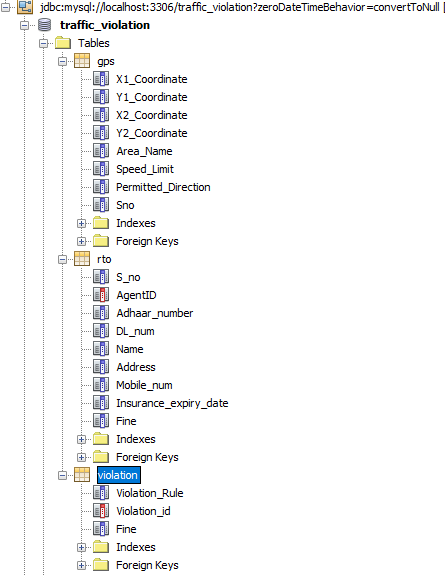 jdbc:mysql://localhost:3306/traffic_violation?zeroDateTimeBehavior=convertToNull |
traffic_violation
Tables
gps
X1_Coordinate
Y1_Coordinate
X2_Coordinate
Y2_Coordinate
Area_Name
Speed_Limit
Permitted_Direction
Sno
Indexes
Foreign Keys
rto
S_no
AgentID
Adhaar_number
DL_num
Name
Address
Mobile_num
Insurance_expiry_date
Fine
Indexes
Foreign Keys
violation
Violation_Rule
Violation_id
Fine
Indexes
Foreign Keys